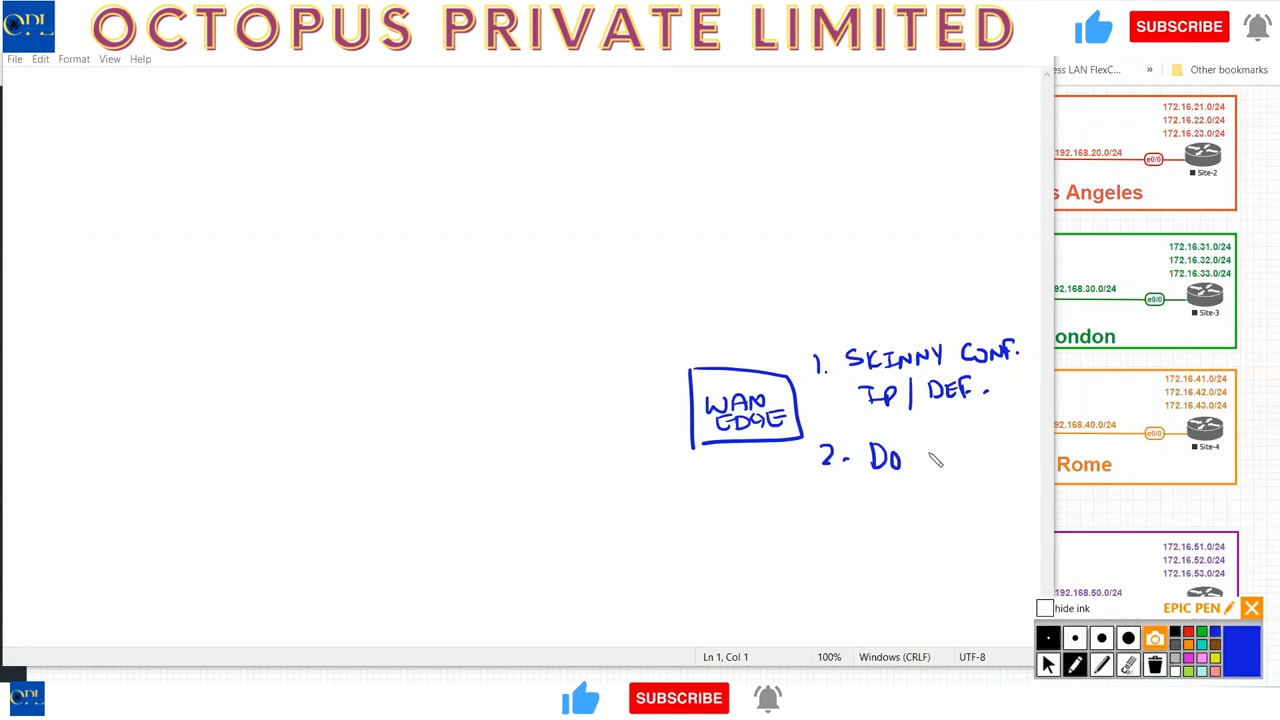 OPL OCTOPUS PRIVATE LIMITED SUBSCRIBE
File Edit Format View Help
ess LAN FlexC... » Other bookmarks
172.16.21.0/24
172.16.22.0/24
172.16.23.0/24
192.168.20.0/24 e0/0
Site-2
s Angeles
172.16.31.0/24
172.16.32.0/24
172.16.33.0/24
92.168.30.0/24 e0/0
Site-3
ondon
172.16.41.0/24
172.16.42.0/24
172.16.43.0/24
92.168.40.0/24 e0/0
Site-4
Rome
172.16.51.0/24
172.16.52.0/24
172.16.53.0/24
192.168.50.0/24
WAN
EDGE
1. SKINNY CONF.
IP | DEF.
2. Do
hide ink EPIC PEN
Ln 1, Col 1 100% Windows (CRLF) UTF-8
OPL SUBSCRIBE